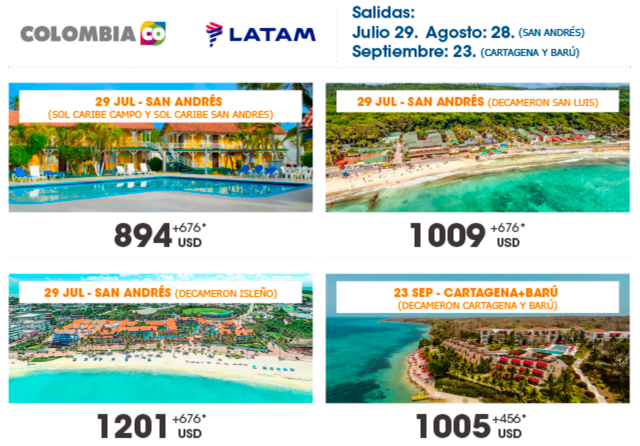 COLOMBIA CO
LATAM
Salidas:
Julio 29. Agosto: 28. (SAN ANDRÉS)
Septiembre: 23. (CARTAGENA Y BARÚ)
29 JUL - SAN ANDRÉS
(SOL CARIBE CAMPO Y SOL CARIBE SAN ANDRES)
894 +676* USD
29 JUL - SAN ANDRÉS (DECAMERON SAN LUIS)
1009 +676* USD
29 JUL - SAN ANDRÉS (DECAMERON ISLEÑO)
1201 +676* USD
23 SEP - CARTAGENA+BARÚ
(DECAMERON CARTAGENA Y BARÚ)
1005 +456* USD